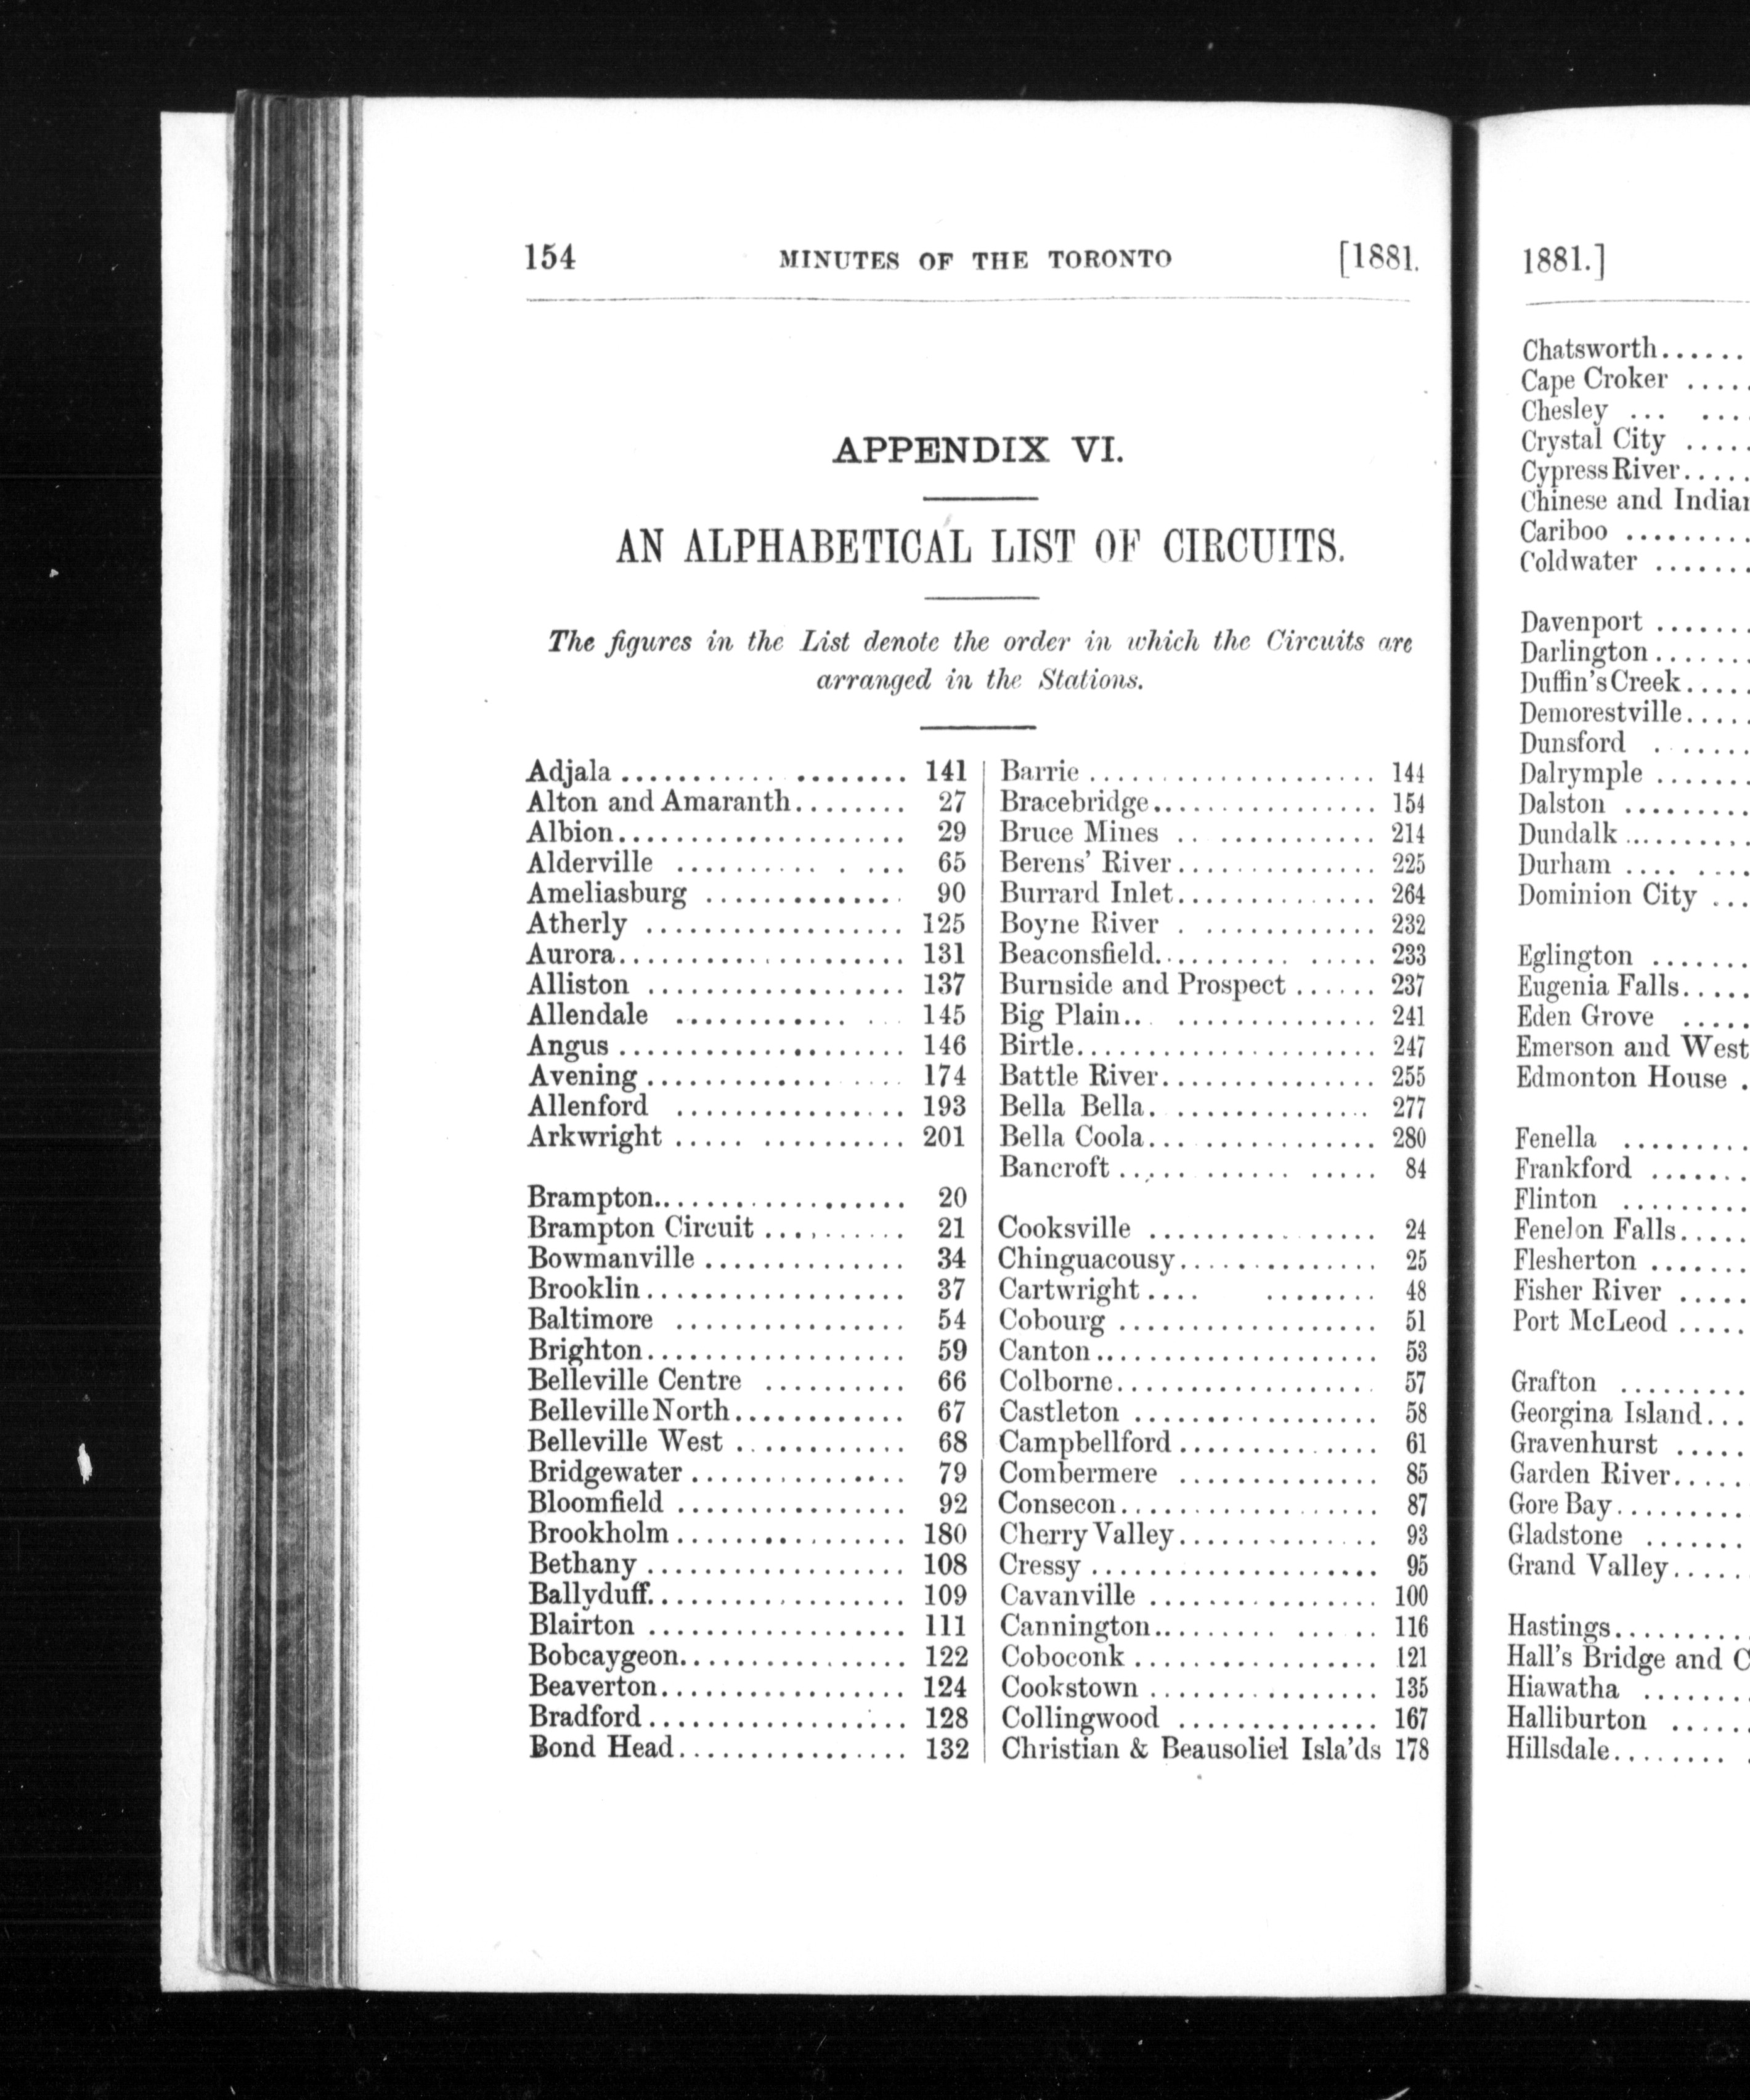 154 MINUTES OF THE TORONTO [1881.
APPENDIX VI.
AN ALPHABETICAL LIST OF CIRCUITS.
The figures in the List denote the order in which the Circuits are
arranged in the Stations.
Adjala 141
Alton and Amaranth 27
Albion 29
Alderville 65
Ameliasburg 90
Atherly 125
Aurora 131
Alliston 137
Allendale 145
Angus 146
Avening 174
Allenford 193
Arkwright 201
Brampton 20
Brampton Circuit 21
Bowmanville 34
Brooklin 37
Baltimore 54
Brighton 59
Belleville Centre 66
Belleville North 67
Belleville West 68
Bridgewater 79
Bloomfield 92
Brookholm 180
Bethany 108
Ballyduff 109
Blairton 111
Bobcaygeon 122
Beaverton 124
Bradford 128
Bond Head 132
Barrie 144
Bracebridge 154
Bruce Mines 214
Berens' River 225
Burrard Inlet 264
Boyne River 232
Beaconsfield 233
Burnside and Prospect 237
Big Plain 241
Birtle 247
Battle River 255
Bella Bella 277
Bella Coola 280
Bancroft 84
Cooksville 24
Chinguacousy 25
Cartwright 48
Cobourg 51
Canton 53
Colborne 57
Castleton 58
Campbellford 61
Combermere 85
Consecon 87
Cherry Valley 93
Cressy 95
Cavanville 100
Cannington 116
Coboconk 121
Cookstown 135
Collingwood 167
Christian & Beausoliel Isla'ds 178
1881.]
Chatsworth
Cape Croker
Chesley
Crystal City
Cypress River
Chinese and Indian
Cariboo
Coldwater
Davenport
Darlington
Duffin's Creek
Demorestville
Dunsford
Dalrymple
Dalston
Dundalk
Durham
Dominion City
Eglington
Eugenia Falls
Eden Grove
Emerson and West
Edmonton House
Fenella
Frankford
Flinton
Fenelon Falls
Flesherton
Fisher River
Port McLeod
Grafton
Georgina Island
Gravenhurst
Garden River
Gore Bay
Gladstone
Grand Valley
Hastings
Hall's Bridge and C
Hiawatha
Halliburton
Hillsdale